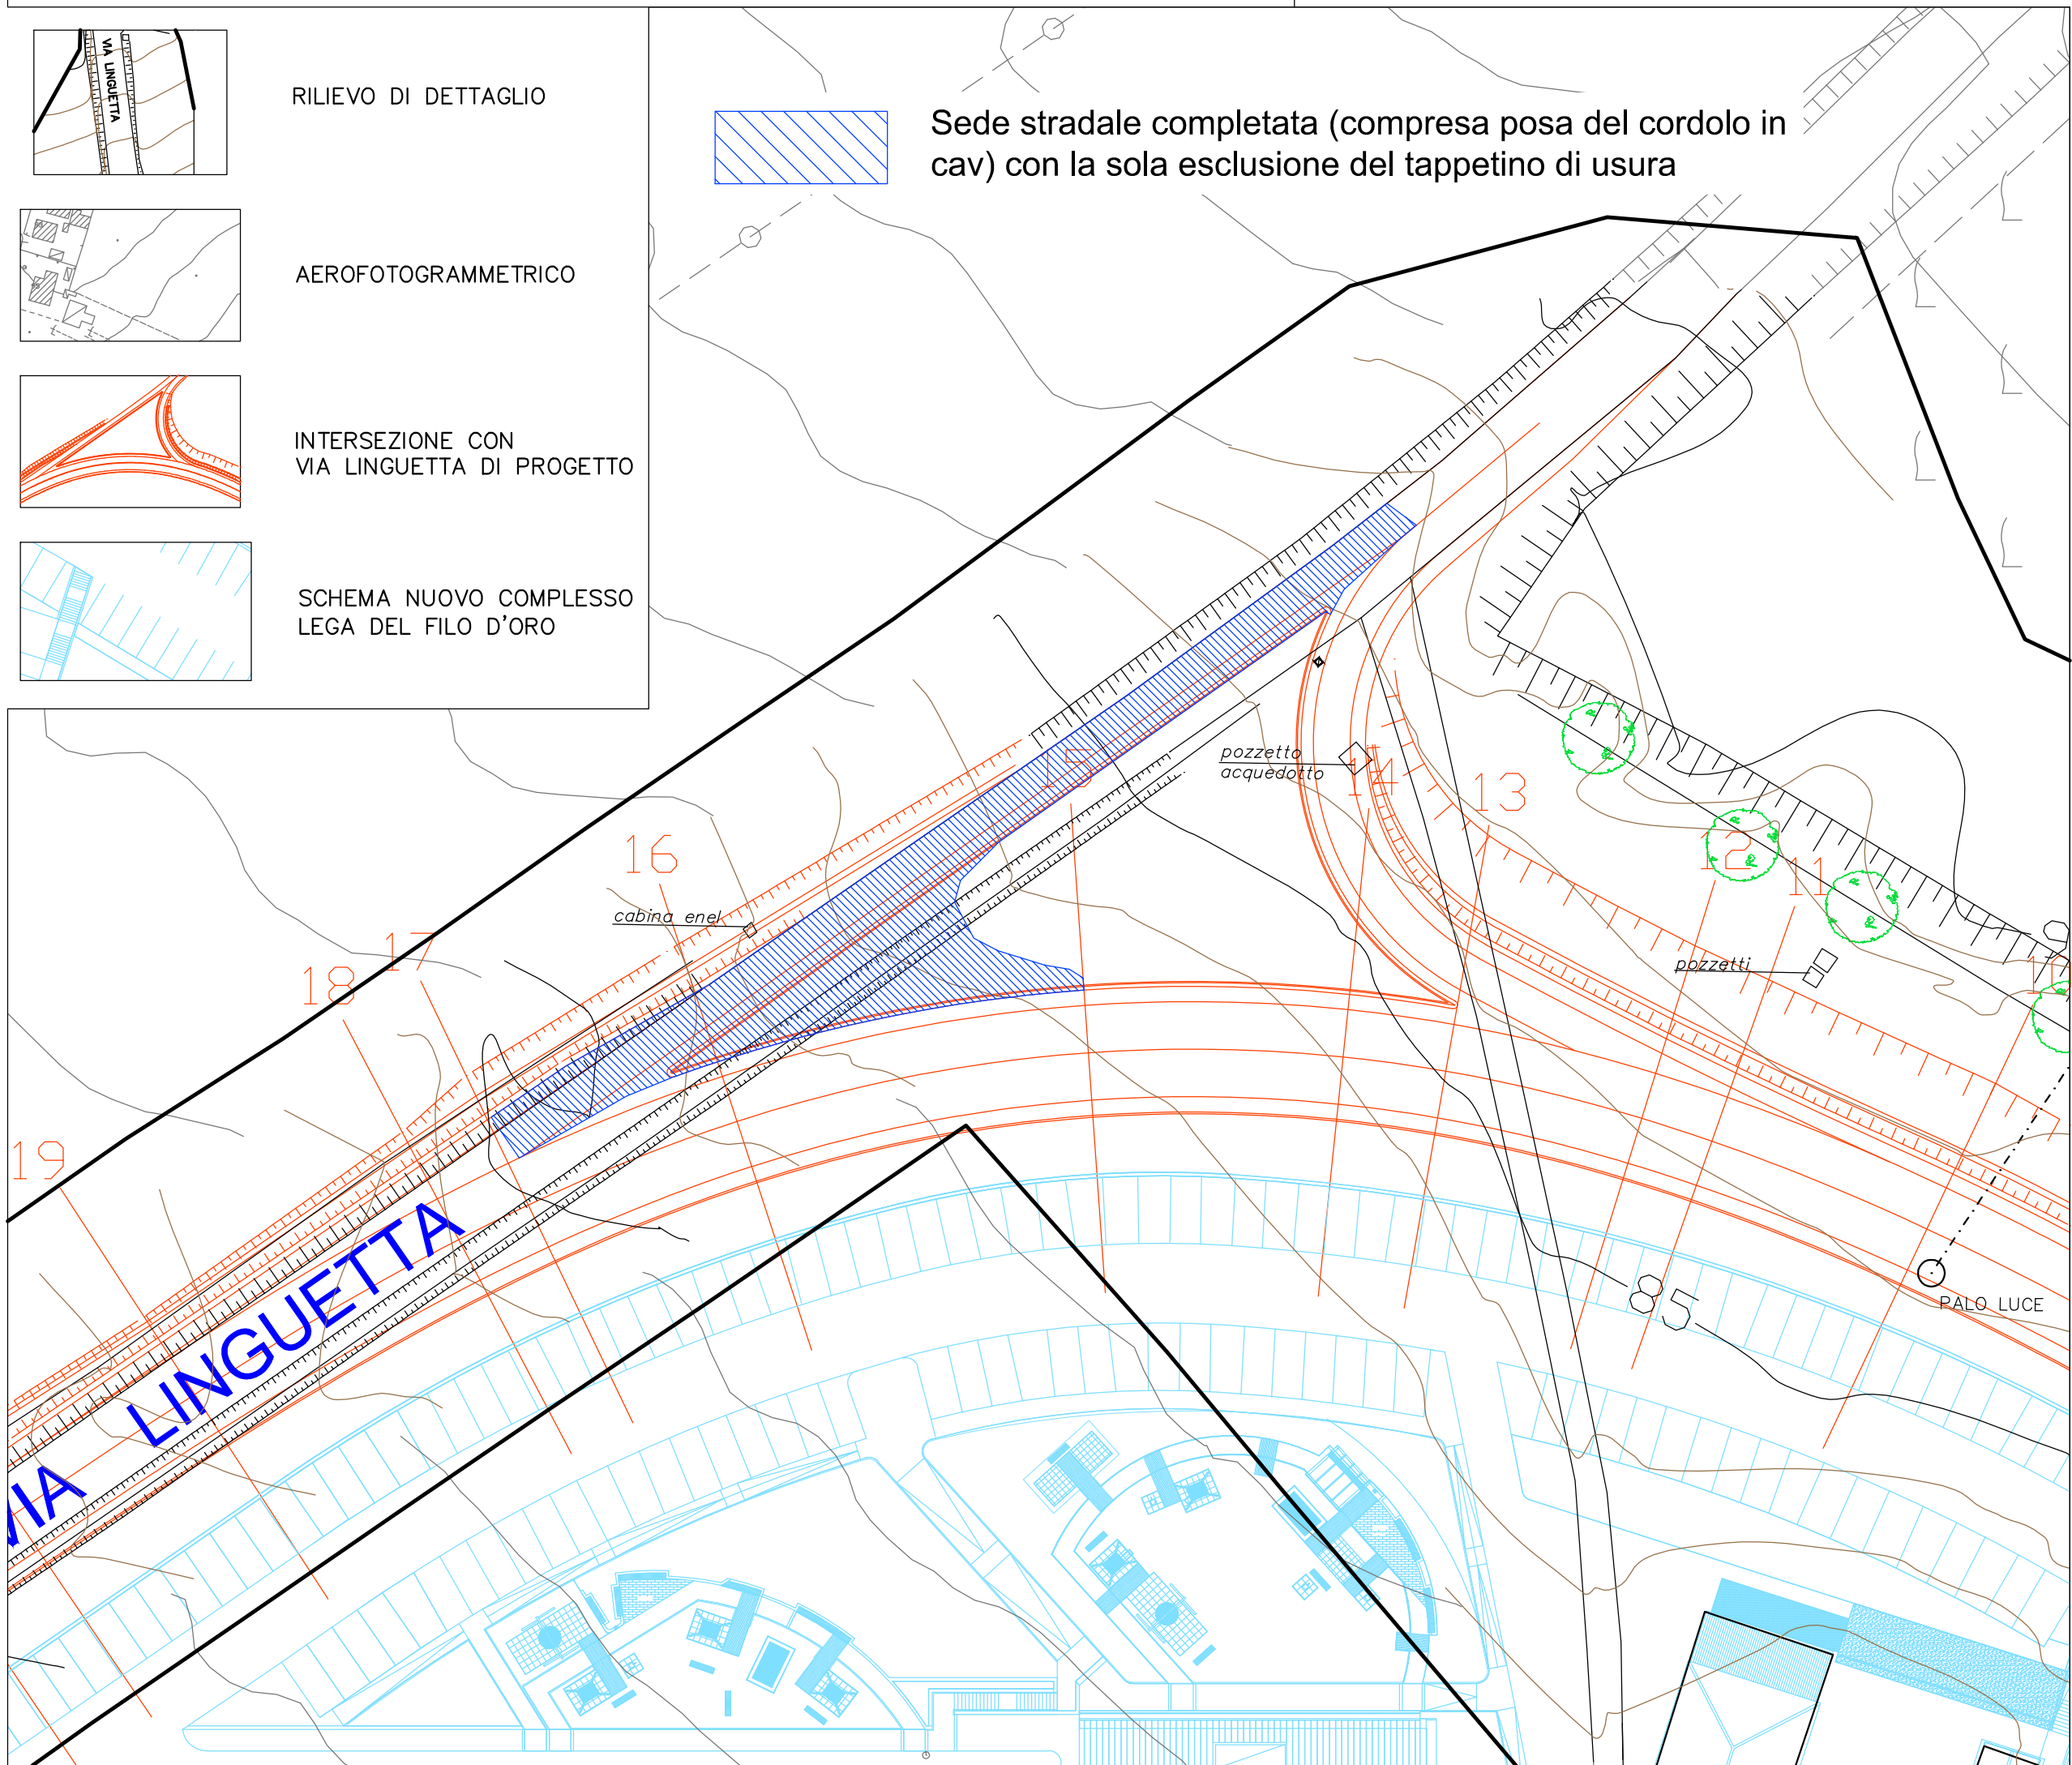 VIA LINGUETTA
RILIEVO DI DETTAGLIO
AEROFOTOGRAMMETRICO
INTERSEZIONE CON
VIA LINGUETTA DI PROGETTO
SCHEMA NUOVO COMPLESSO
LEGA DEL FILO D'ORO
Sede stradale completata (compresa posa del cordolo in
cav) con la sola esclusione del tappetino di usura
pozzetto
acquedotto
15
14
13
12
11
10
16
cabina enel
17
18
19
pozzetti
85
PALO LUCE
VIA LINGUETTA